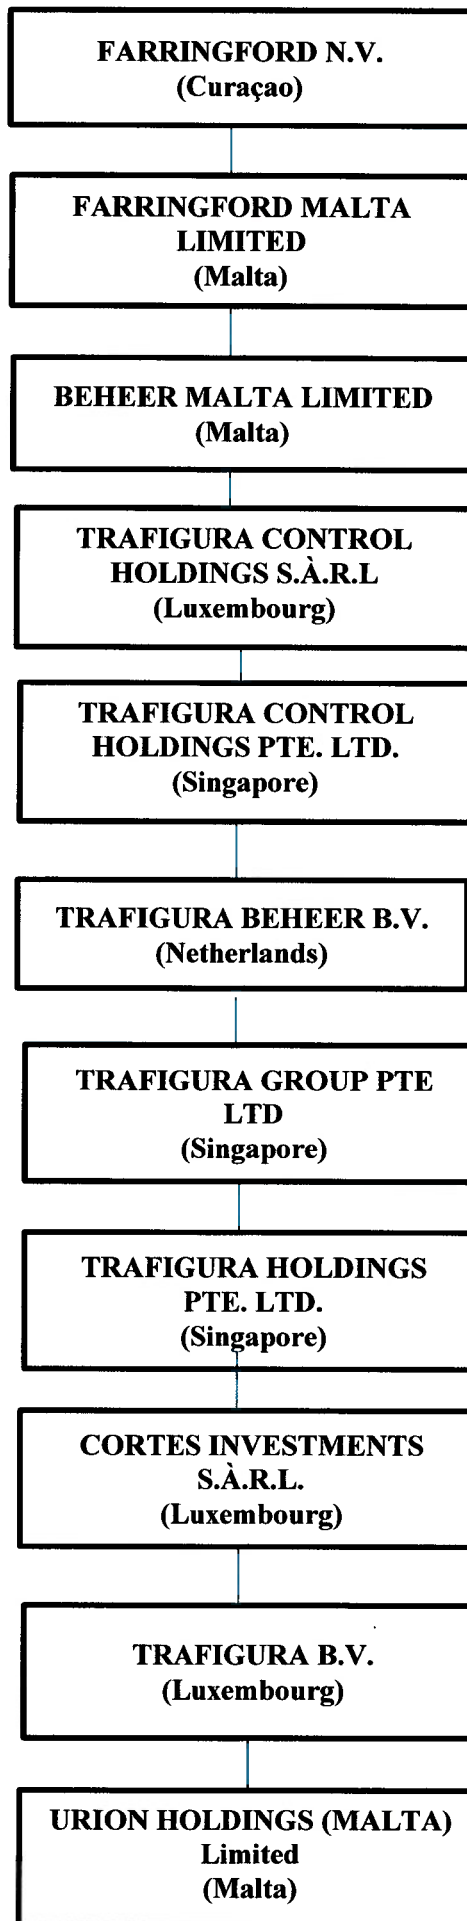 FARRINGFORD N.V.
(Curaçao)
FARRINGFORD MALTA
LIMITED
(Malta)
BEHEER MALTA LIMITED
(Malta)
TRAFIGURA CONTROL
HOLDINGS S.À.R.L
(Luxembourg)
TRAFIGURA CONTROL
HOLDINGS PTE. LTD.
(Singapore)
TRAFIGURA BEHEER B.V.
(Netherlands)
TRAFIGURA GROUP PTE
LTD
(Singapore)
TRAFIGURA HOLDINGS
PTE. LTD.
(Singapore)
CORTES INVESTMENTS
S.À.R.L.
(Luxembourg)
TRAFIGURA B.V.
(Luxembourg)
URION HOLDINGS (MALTA)
Limited
(Malta)